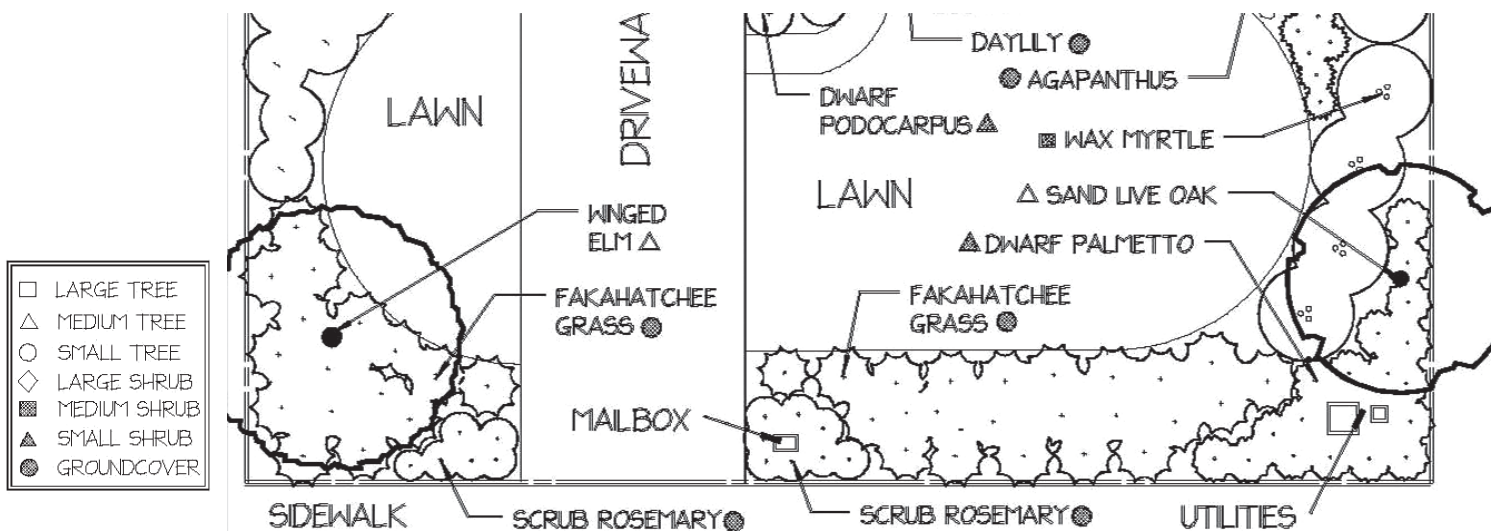 DAYLILY
AGAPANTHUS
DRIVEWA
LAWN
DWARF
PODOCARPUS
WAX MYRTLE
LAWN
SAND LIVE OAK
WINGED
ELM
DWARF PALMETTO
LARGE TREE
MEDIUM TREE
SMALL TREE
LARGE SHRUB
MEDIUM SHRUB
SMALL SHRUB
GROUNDCOVER
FAKAHATCHEE
GRASS
FAKAHATCHEE
GRASS
MAILBOX
SIDEWALK
SCRUB ROSEMARY
SCRUB ROSEMARY
UTILITIES